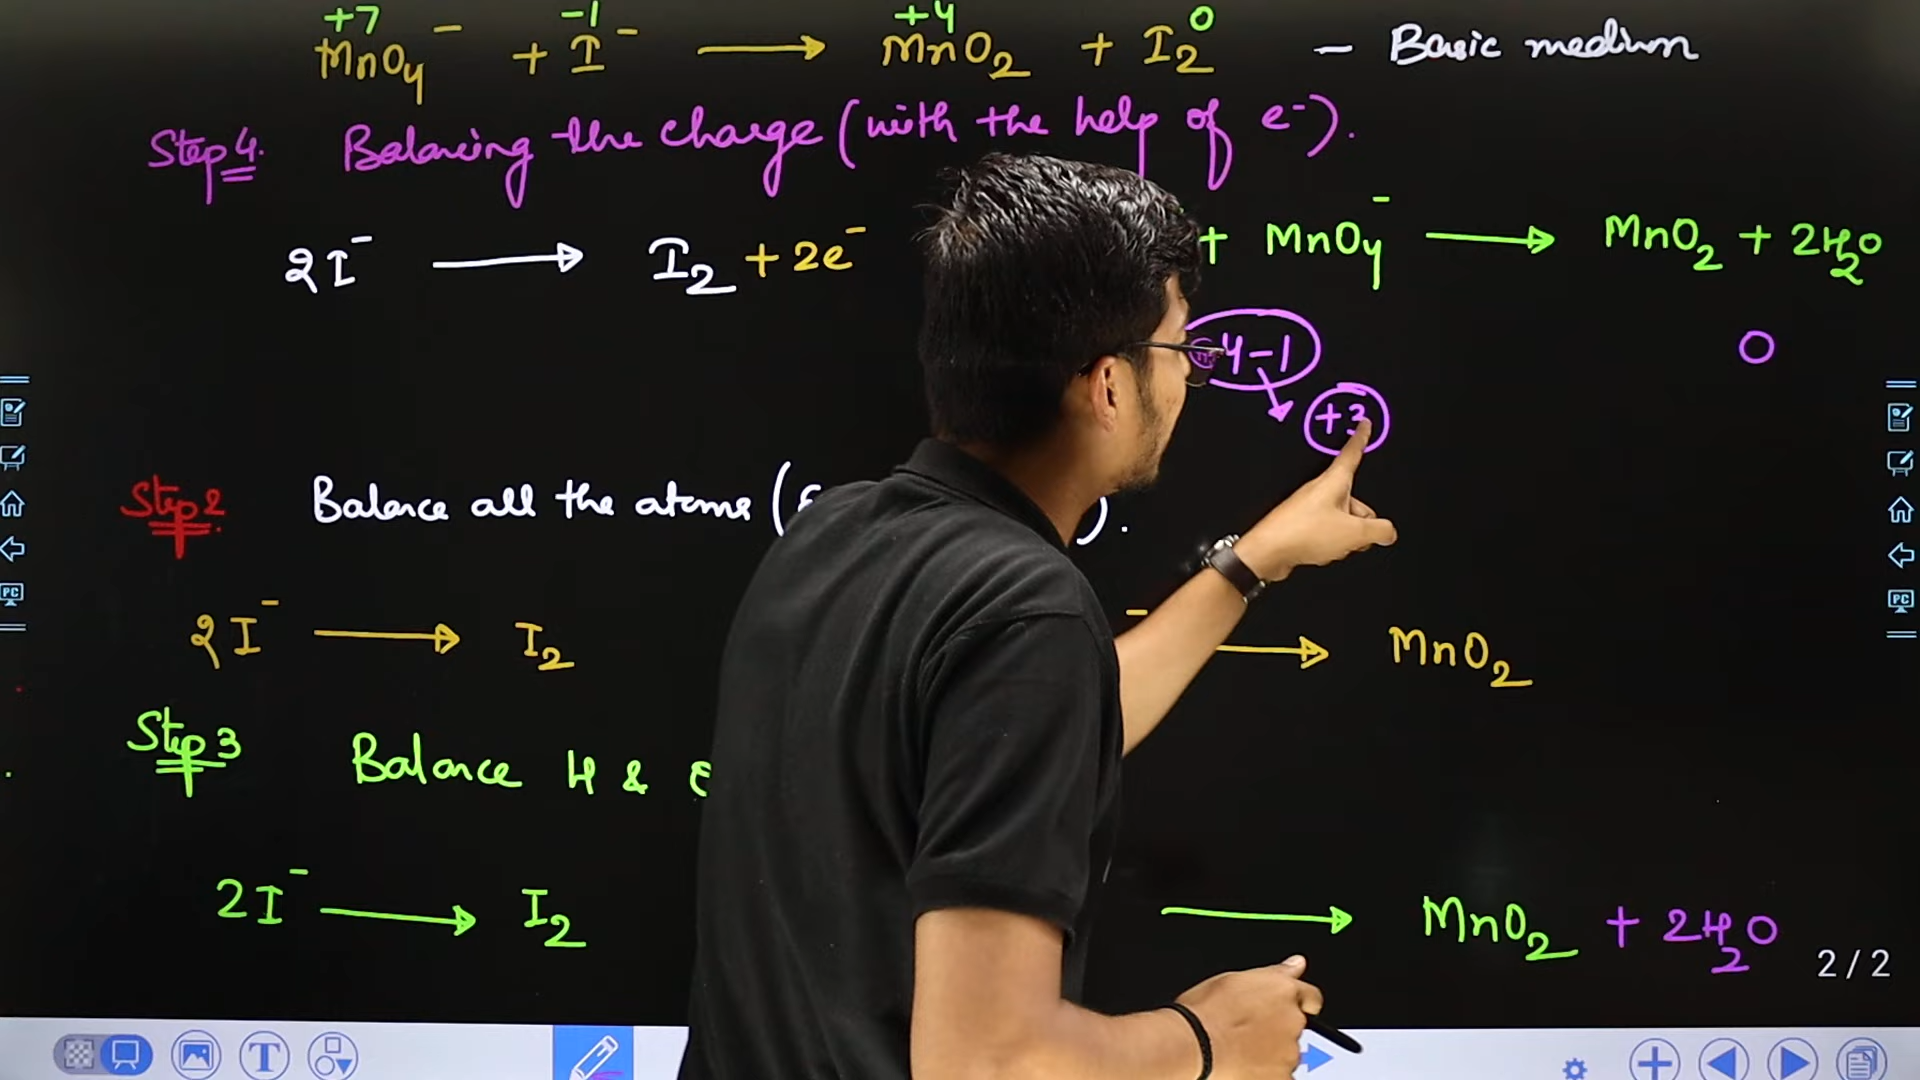 +7 -1 +4 0
MnO4⁻ + I⁻ ⟶ MnO2 + I2 - Basic medium
Step 4. Balancing the charge (with the help of e⁻).
2I⁻ ⟶ I2 + 2e⁻
+ MnO4⁻ ⟶ MnO2 + 2H2O
4-1
0
+3
Step 2 Balance all the atoms ( ).
2I⁻ ⟶ I2
⁻ ⟶ MnO2
Step 3 Balance H &
2I⁻ ⟶ I2
⟶ MnO2 + 2H2O
2/2
PC
PC
T